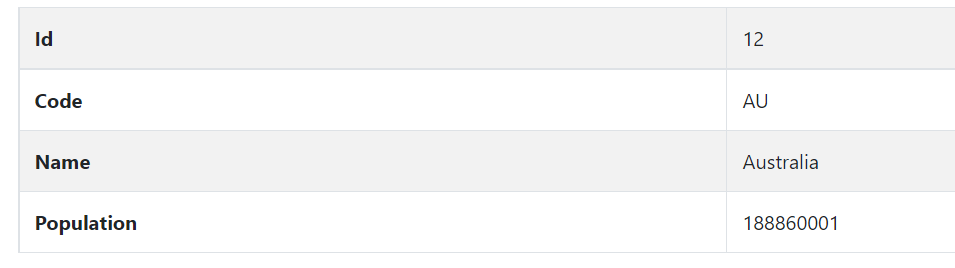 Id 12
Code AU
Name Australia
Population 188860001